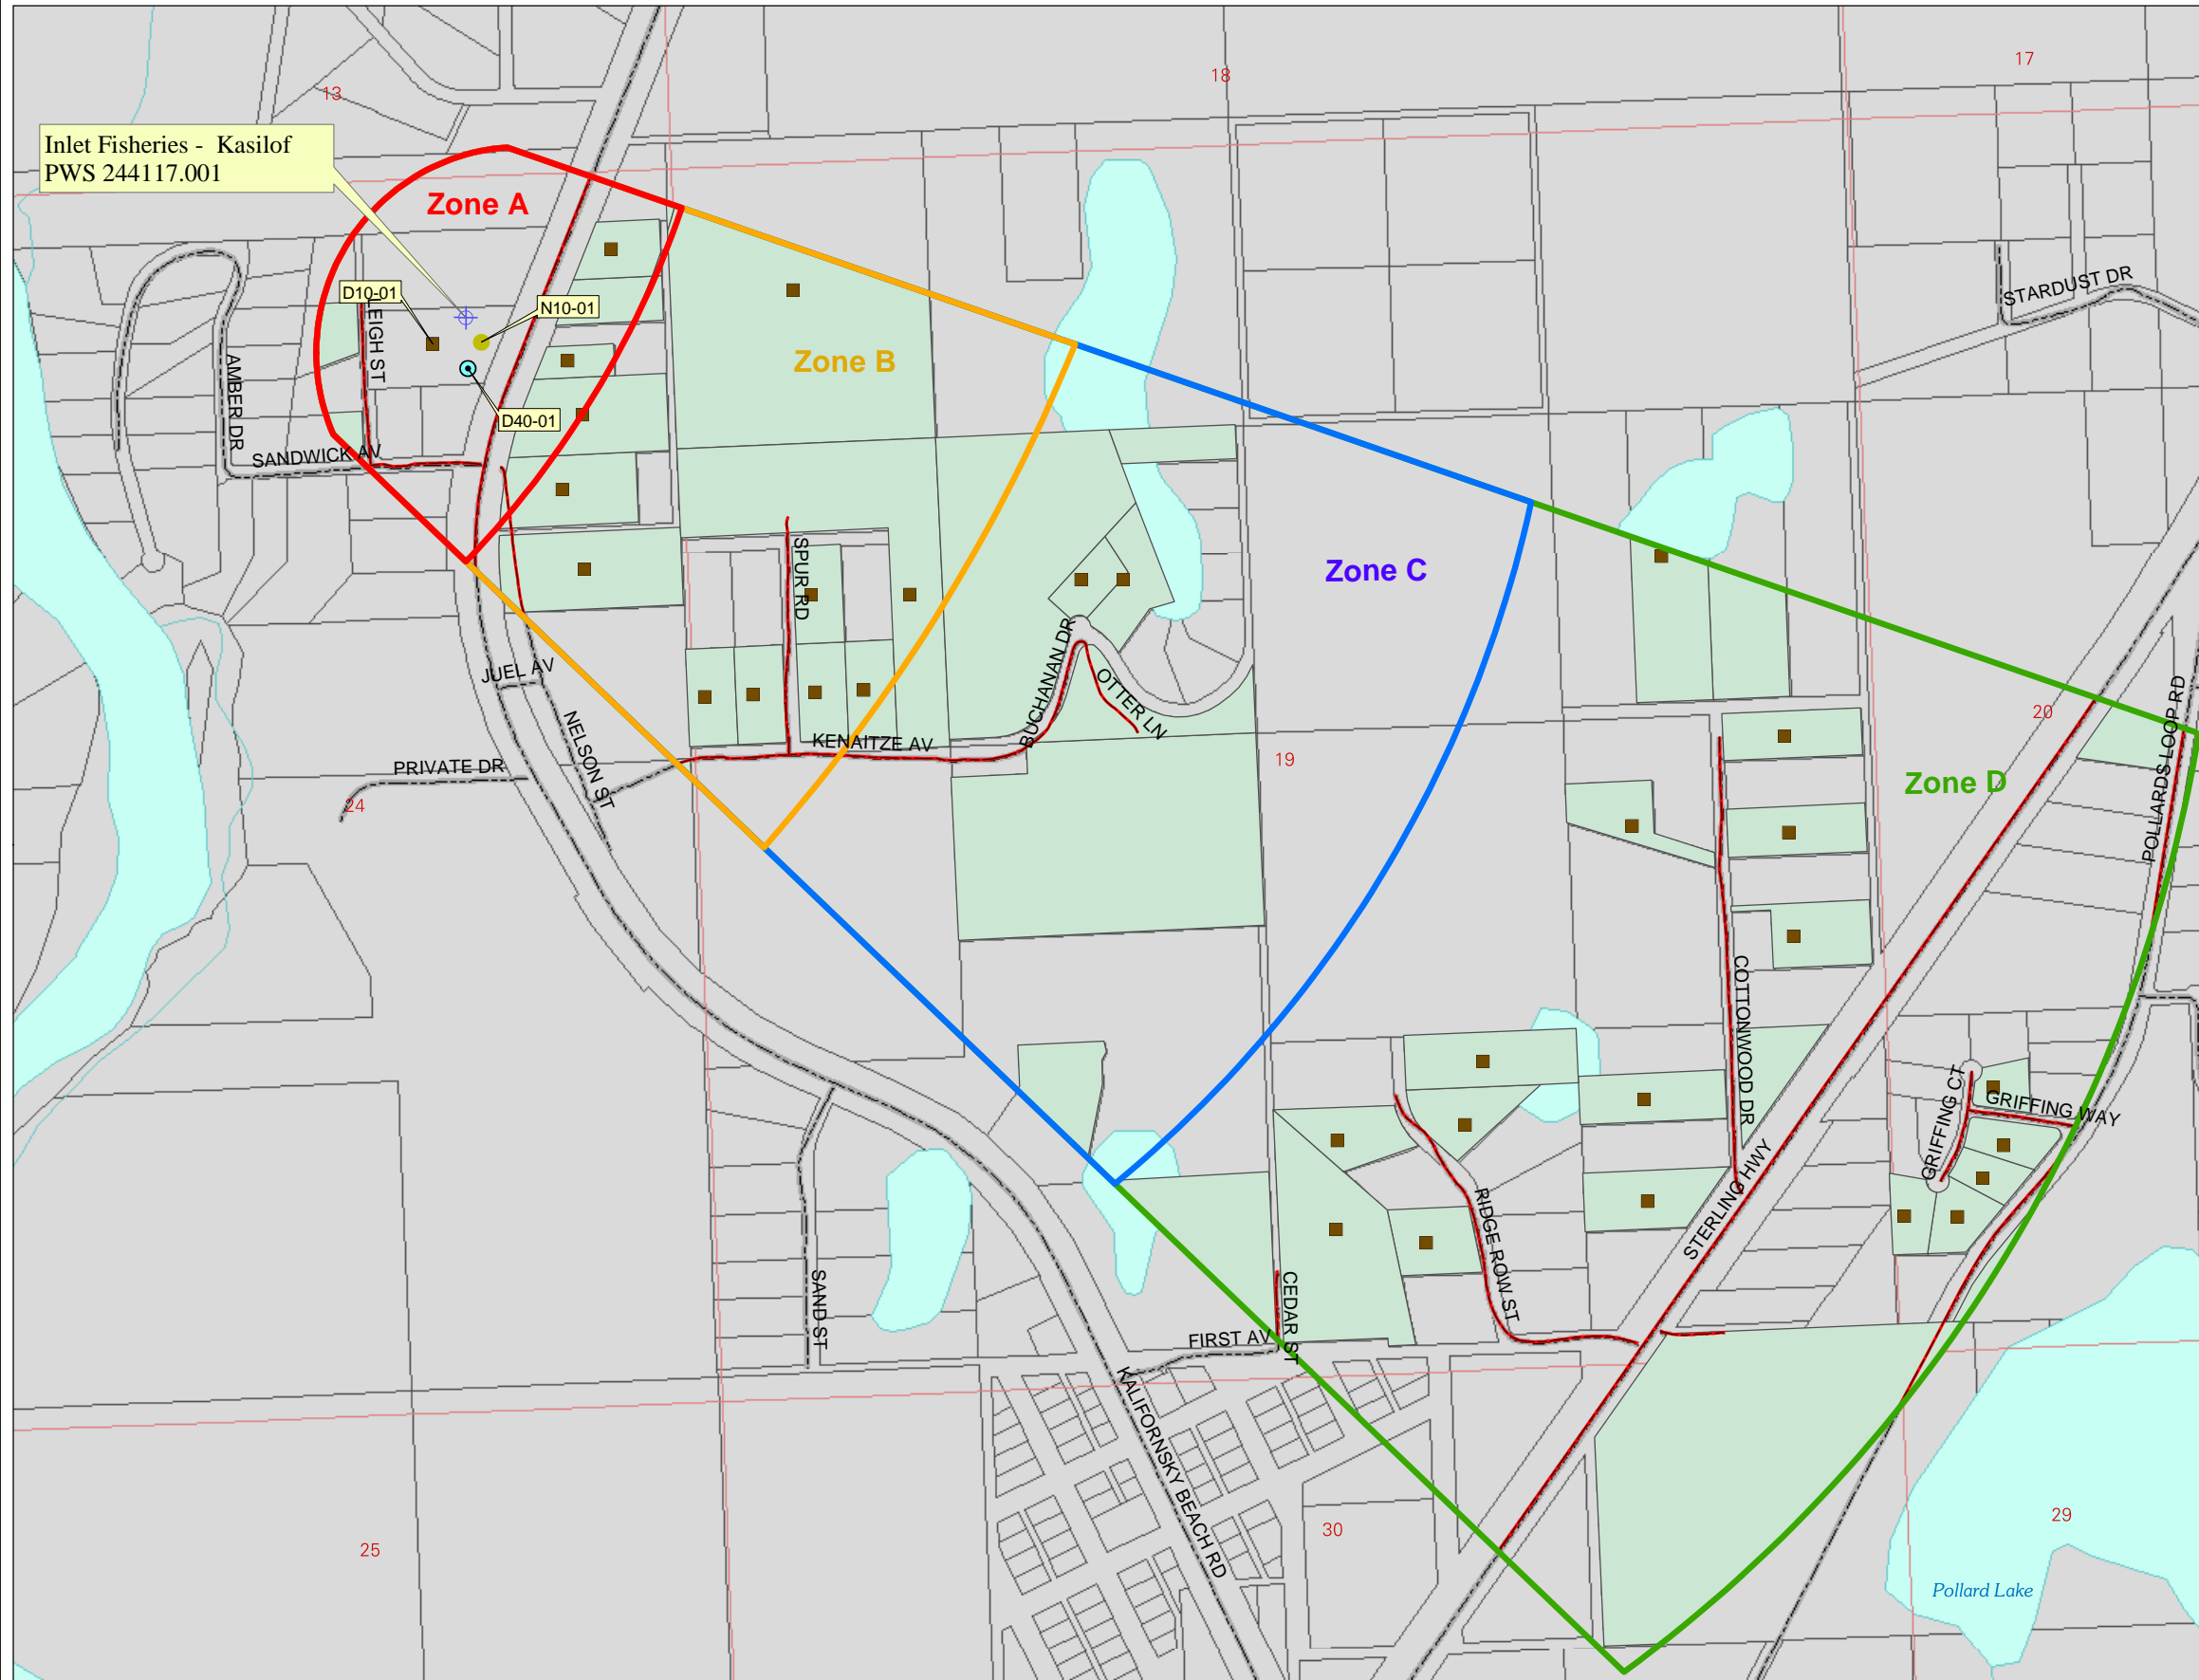 13
18
17
Inlet Fisheries - Kasilof
PWS 244117.001
Zone A
D10-01
N10-01
LEIGH ST
AMBER DR
D40-01
SANDWICK AV
Zone B
STARDUST DR
Zone C
SPUR RD
JUEL AV
NELSON ST
BUCHANAN DR
OTTER LN
KENAITZE AV
PRIVATE DR
24
19
20
Zone D
POLLARDS LOOP RD
COTTONWOOD DR
GRIFFING CT
GRIFFING WAY
STERLING HWY
RIDGE ROW ST
SAND ST
CEDAR ST
FIRST AV
KALIFORNSKY BEACH RD
25
30
29
Pollard Lake